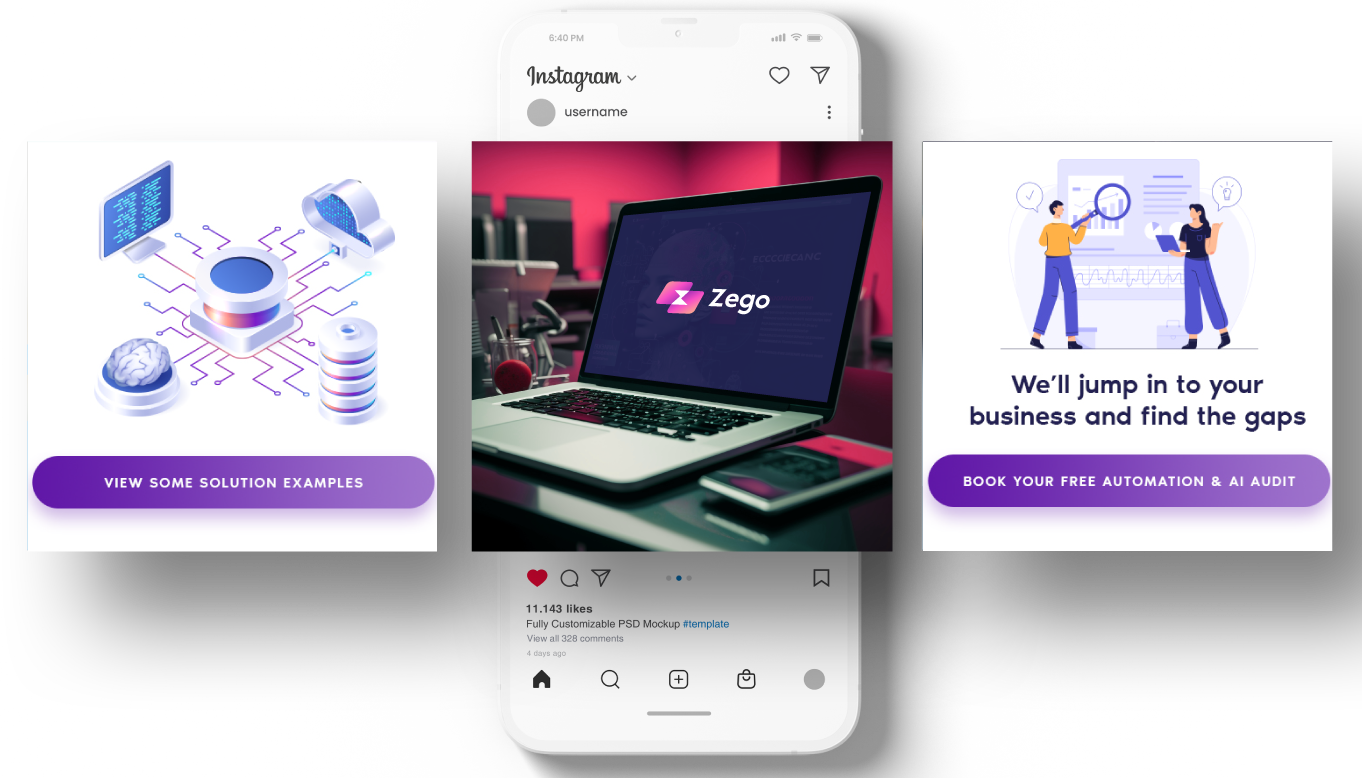 6:40 PM
Instagram
username
VIEW SOME SOLUTION EXAMPLES
Zego
We'll jump in to your
business and find the gaps
BOOK YOUR FREE AUTOMATION & AI AUDIT
11.143 likes
Fully Customizable PSD Mockup #template
View all 328 comments
4 days ago